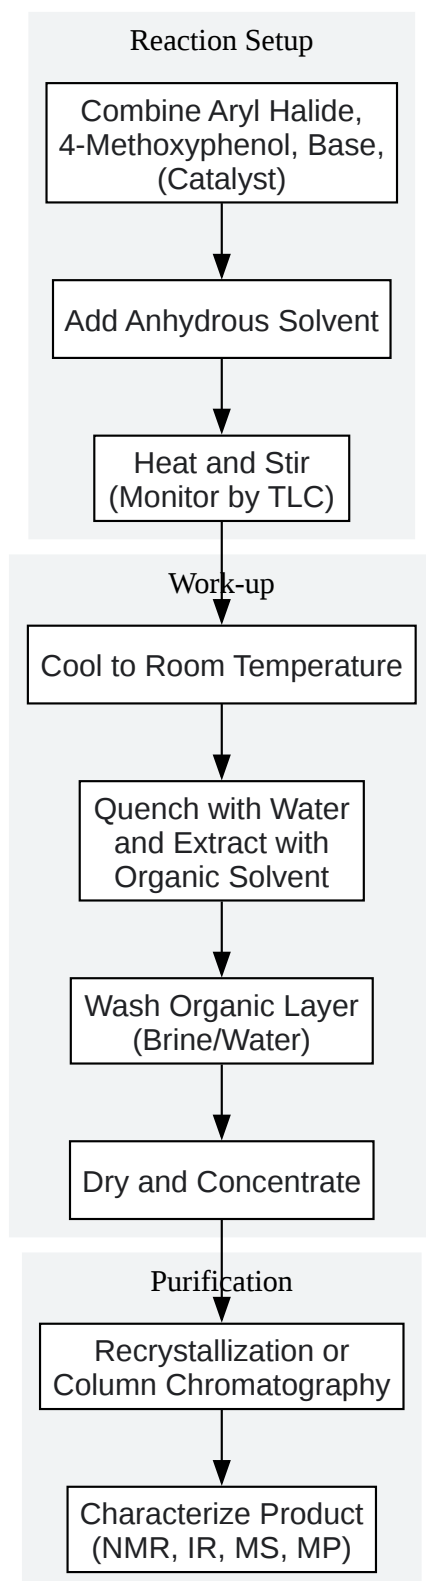 Reaction Setup
Combine Aryl Halide,
4-Methoxyphenol, Base,
(Catalyst)
Add Anhydrous Solvent
Heat and Stir
(Monitor by TLC)
Work-up
Cool to Room Temperature
Quench with Water
and Extract with
Organic Solvent
Wash Organic Layer
(Brine/Water)
Dry and Concentrate
Purification
Recrystallization or
Column Chromatography
Characterize Product
(NMR, IR, MS, MP)